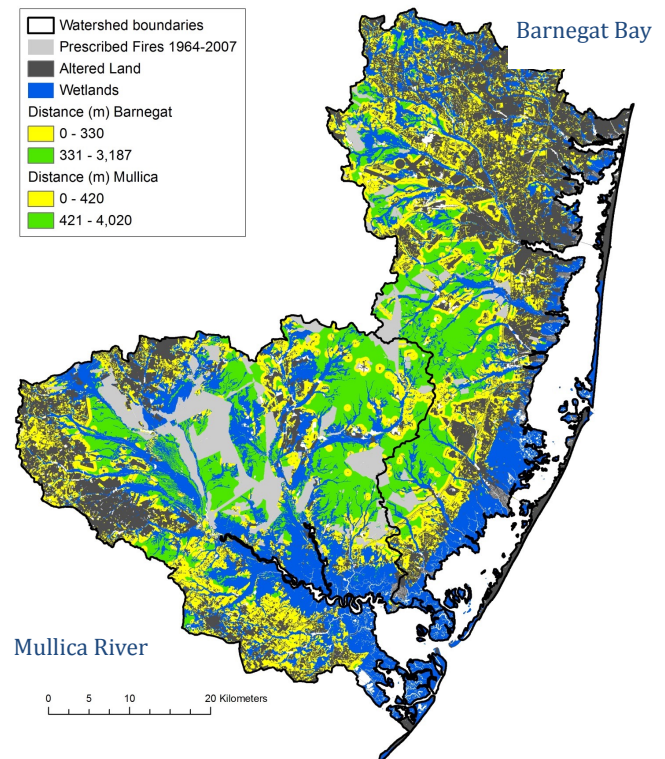 Watershed boundaries
Prescribed Fires 1964-2007
Altered Land
Wetlands
Distance (m) Barnegat
0 - 330
331 - 3,187
Distance (m) Mullica
0 - 420
421 - 4,020
Barnegat Bay
Mullica River
0 5 10 20 Kilometers